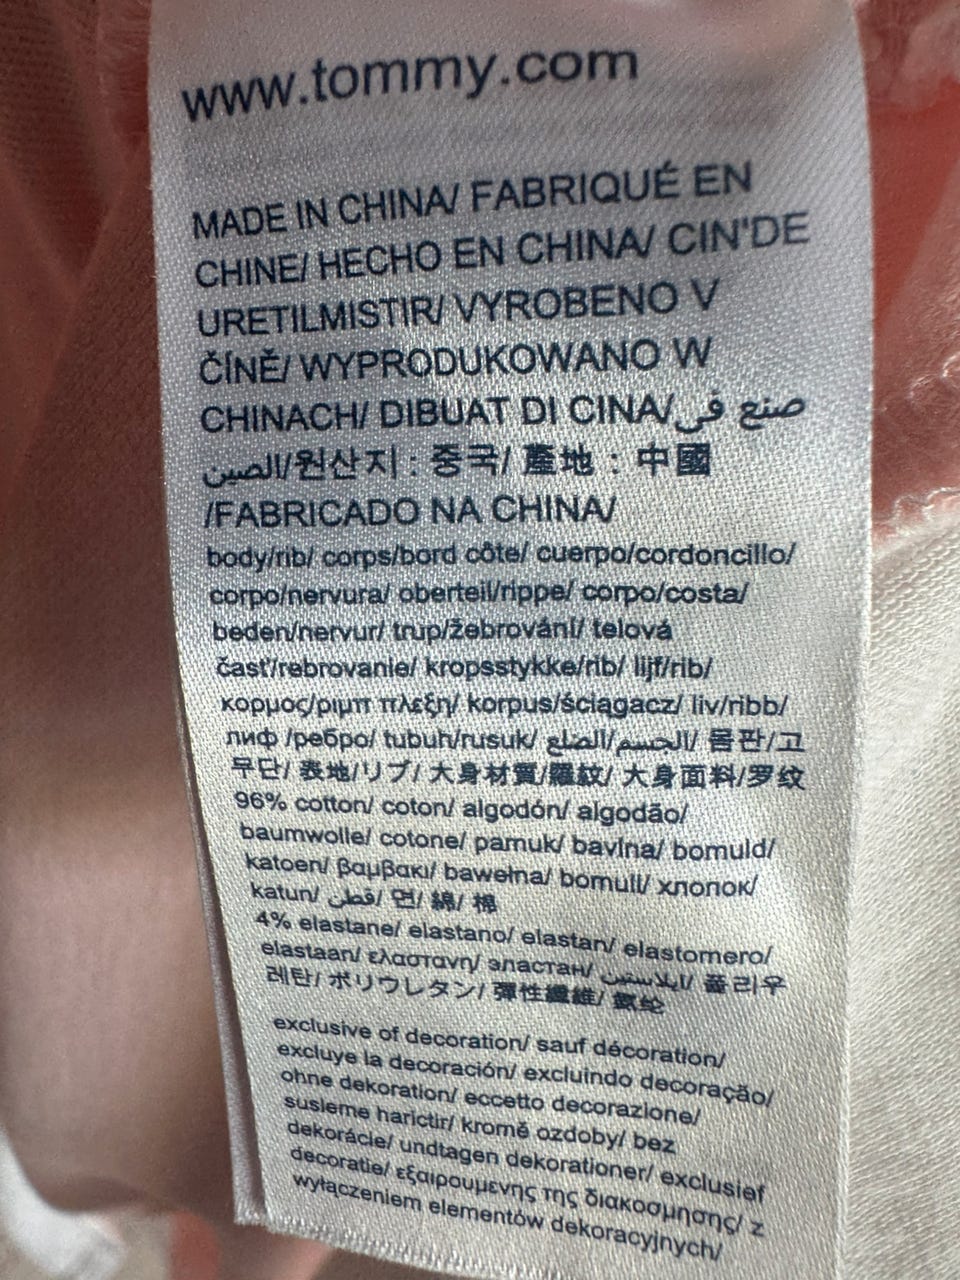 www.tommy.com
MADE IN CHINA/ FABRIQUÉ EN
CHINE/ HECHO EN CHINA/ CIN'DE
URETILMISTIR/ VYROBENO V
ČÍNĚ/ WYPRODUKOWANO W
CHINACH/ DIBUAT DI CINA/ صنع في
الصين/원산지 : 중국/ 產地 : 中國
/FABRICADO NA CHINA/
body/rib/ corps/bord côte/ cuerpo/cordoncillo/
corpo/nervura/ oberteil/rippe/ corpo/costa/
beden/nervur/ trup/žebrování/ telová
časť/rebrovanie/ kropsstykke/rib/ lijf/rib/
κορμος/ριμπ πλεξη/ korpus/ściągacz/ liv/ribb/
лиф /ребро/ tubuh/rusuk/ الجسم/الضلع/ 몸판/고
무단/ 表地/リブ/ 大身材質/羅紋/ 大身面料/罗纹
96% cotton/ coton/ algodón/ algodão/
baumwolle/ cotone/ pamuk/ bavlna/ bomuld/
katoen/ βαμβακι/ bawełna/ bomull/ хлопок/
katun/ قطن/ 면/ 綿/ 棉
4% elastane/ elastano/ elastan/ elastomero/
elastaan/ ελαστανη/ эластан/ ايلاستين/ 폴리우
레탄/ ポリウレタン/ 彈性纖維/ 氨纶
exclusive of decoration/ sauf décoration/
excluye la decoración/ excluindo decoração/
ohne dekoration/ eccetto decorazione/
susleme harictir/ kromě ozdoby/ bez
dekorácie/ undtagen dekorationer/ exclusief
decoratie/ εξαιρουμενης της διακοσμησης/ z
wyłączeniem elementów dekoracyjnych/